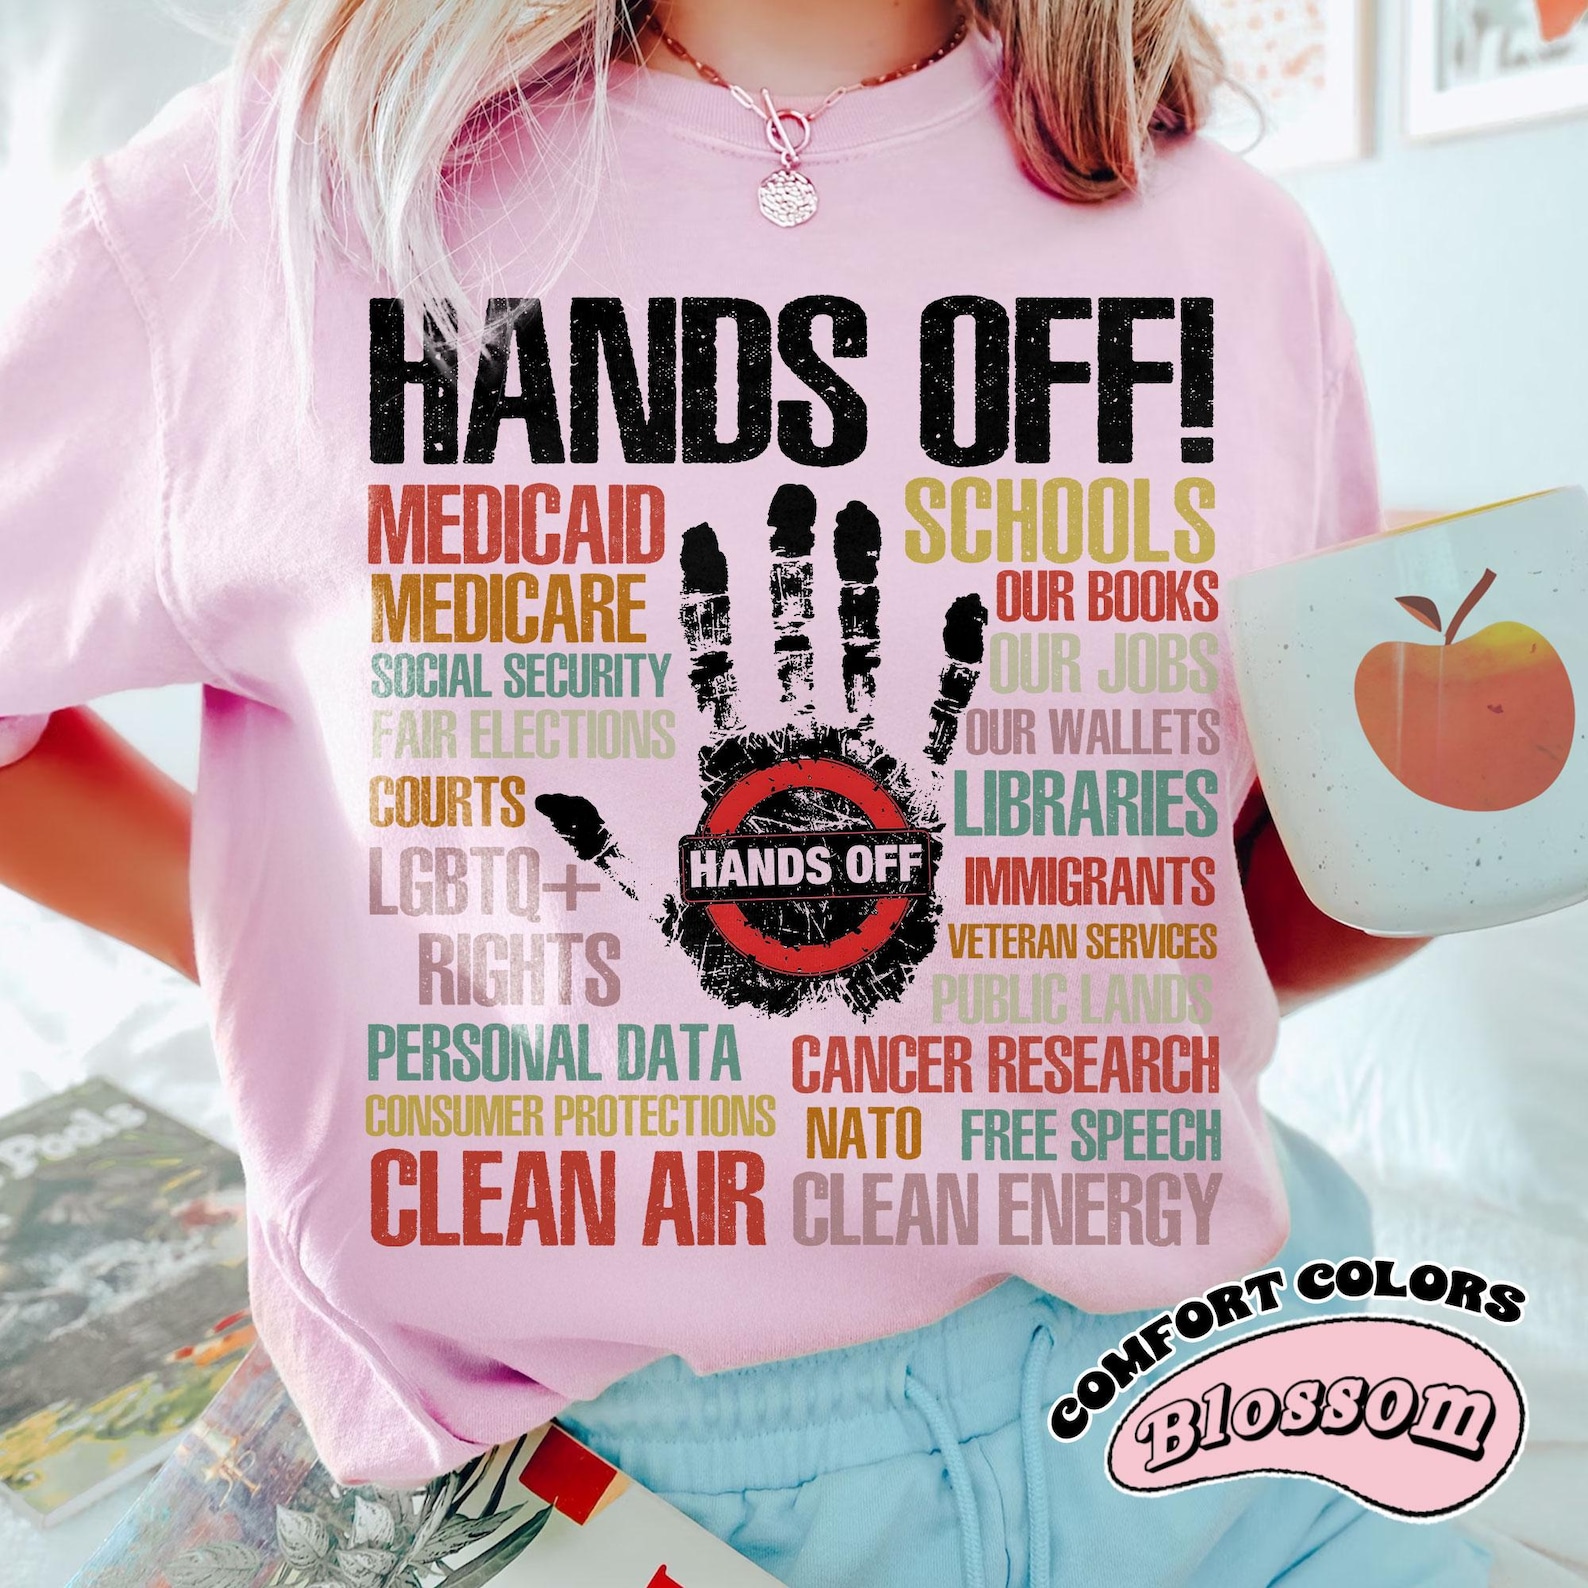 HANDS OFF!
MEDICAID
MEDICARE
SOCIAL SECURITY
FAIR ELECTIONS
COURTS
LGBTQ+
RIGHTS
PERSONAL DATA
CONSUMER PROTECTIONS
CLEAN AIR
HANDS OFF
SCHOOLS
OUR BOOKS
OUR JOBS
OUR WALLETS
LIBRARIES
IMMIGRANTS
VETERAN SERVICES
PUBLIC LANDS
CANCER RESEARCH
NATO FREE SPEECH
CLEAN ENERGY
Pools
COMFORT COLORS
Blossom